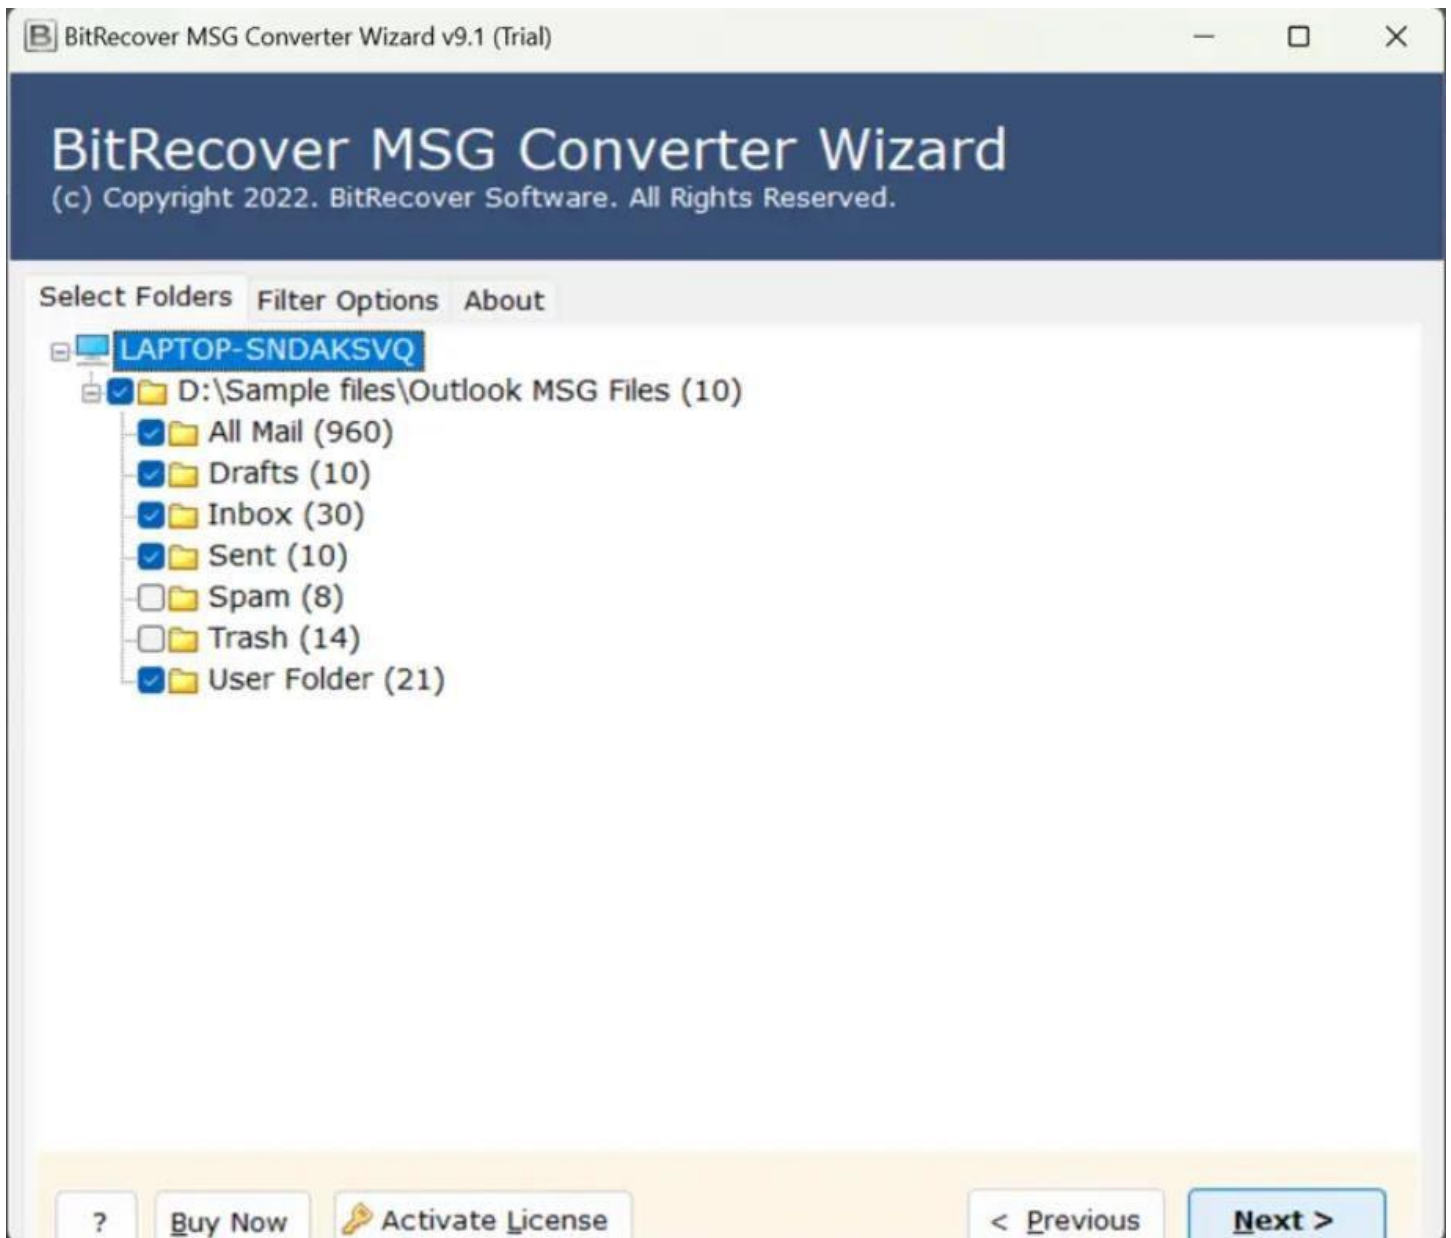 BitRecover MSG Converter Wizard v9.1 (Trial)
BitRecover MSG Converter Wizard
(c) Copyright 2022. BitRecover Software. All Rights Reserved.
Select Folders Filter Options About
LAPTOP-SNDAKSVQ
D:\Sample files\Outlook MSG Files (10)
All Mail (960)
Drafts (10)
Inbox (30)
Sent (10)
Spam (8)
Trash (14)
User Folder (21)
? Buy Now Activate License < Previous Next >